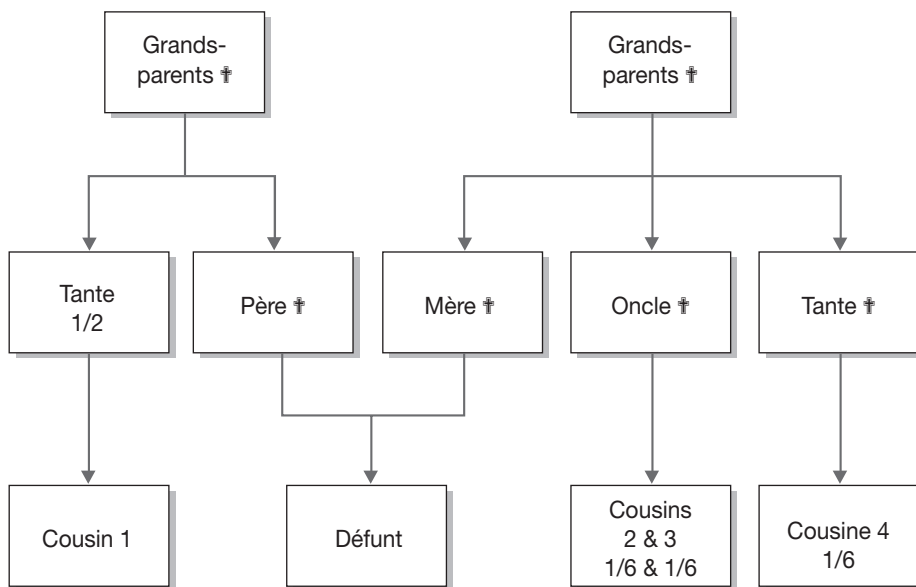 Grands-
parents ✝
Grands-
parents ✝
Tante
1/2
Père ✝
Mère ✝
Oncle ✝
Tante ✝
Cousin 1
Défunt
Cousins
2 & 3
1/6 & 1/6
Cousine 4
1/6